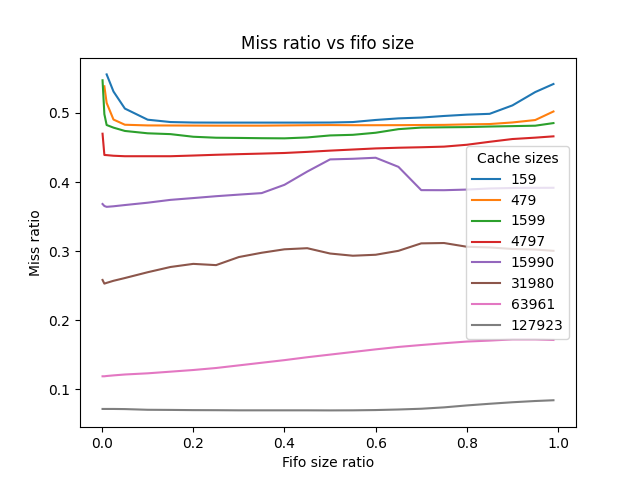 Miss ratio vs fifo size
Miss ratio
0.5
0.4
0.3
0.2
0.1
Cache sizes
159
479
1599
4797
15990
31980
63961
127923
0.0 0.2 0.4 0.6 0.8 1.0
Fifo size ratio